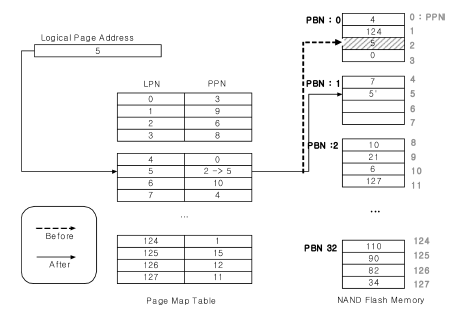 Logical Page Address
5
LPN PPN
0 3
1 9
2 6
3 8
4 0
5 2 -> 5
6 10
7 4
...
124 1
125 15
126 12
127 11
Page Map Table
Before
After
PBN : 0
4 0 : PPN
124 1
5 2
0 3
PBN : 1
7 4
5' 5
6
7
PBN :2
10 8
21 9
6 10
127 11
...
PBN 32
110 124
90 125
82 126
34 127
NAND Flash Memory